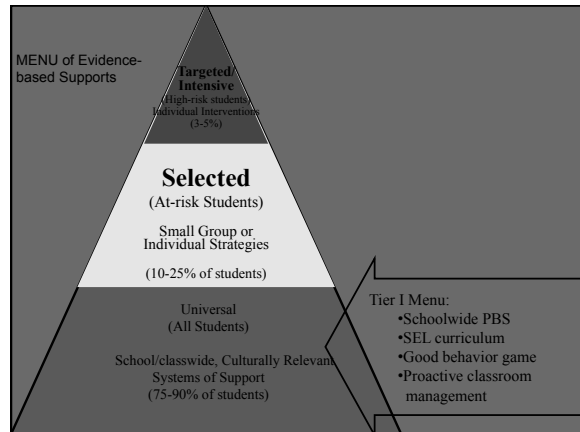 MENU of Evidence-
based Supports
Targeted/
Intensive
(High-risk students)
Individual Interventions
(3-5%)
Selected
(At-risk Students)
Small Group or
Individual Strategies
(10-25% of students)
Universal
(All Students)
School/classwide, Culturally Relevant
Systems of Support
(75-90% of students)
Tier I Menu:
•Schoolwide PBS
•SEL curriculum
•Good behavior game
•Proactive classroom
management